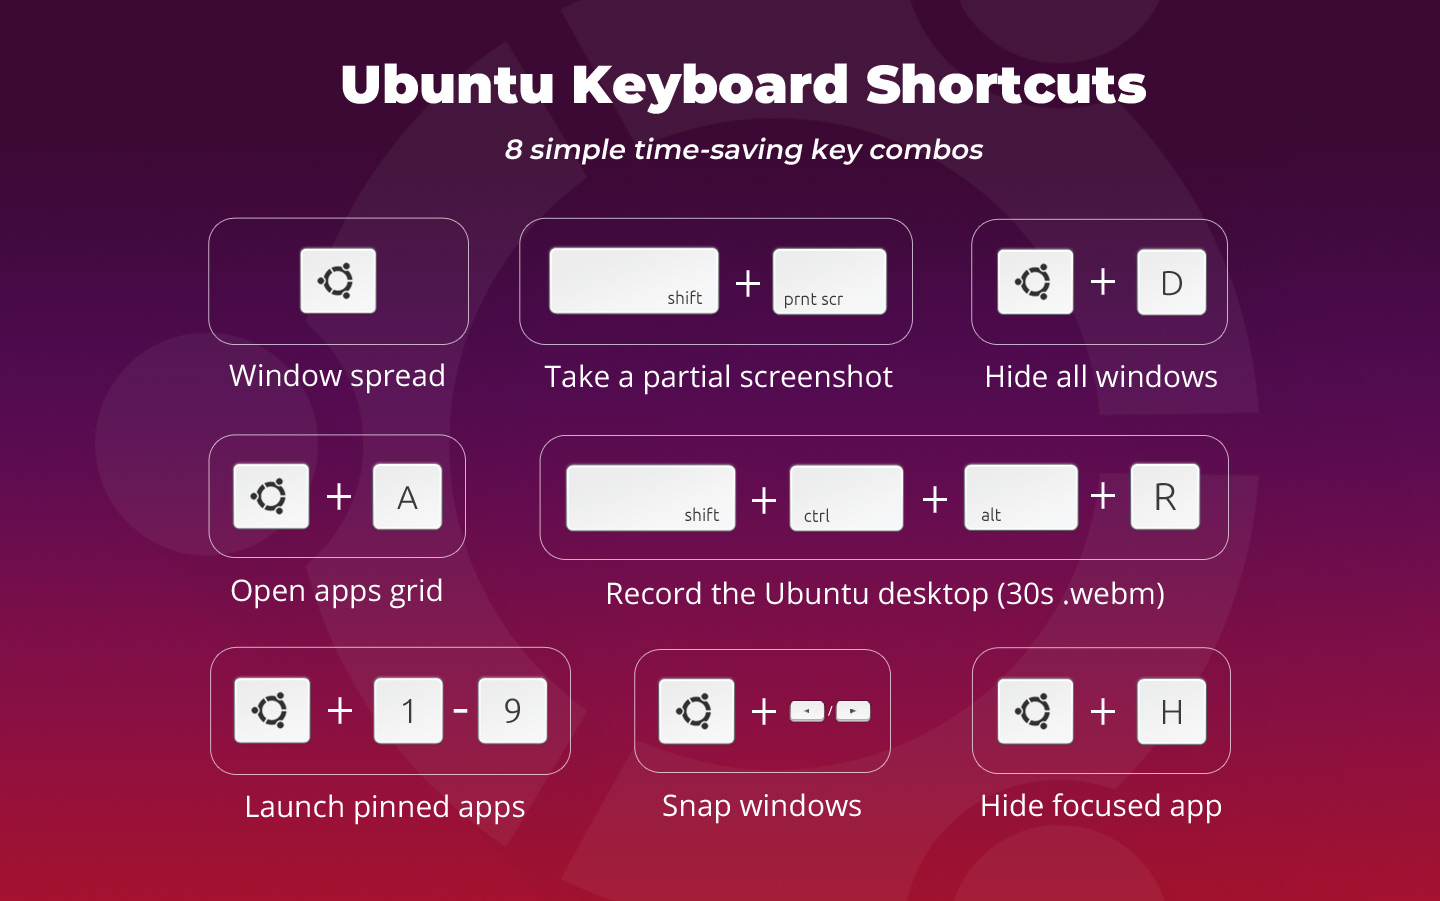 Ubuntu Keyboard Shortcuts
8 simple time-saving key combos
shift + prnt scr
+ D
Window spread
Take a partial screenshot
Hide all windows
+ A
shift + ctrl + alt + R
Open apps grid
Record the Ubuntu desktop (30s .webm)
+ 1 - 9
+ ◄ / ►
+ H
Launch pinned apps
Snap windows
Hide focused app